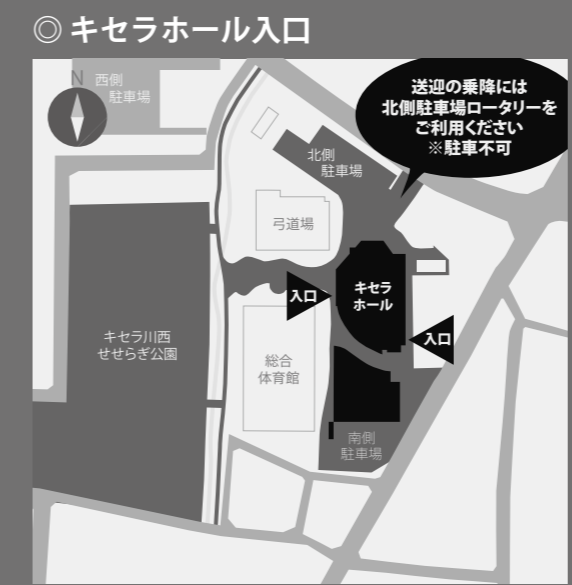 ◎ キセラホール入口
N
西側
駐車場
送迎の乗降には
北側駐車場ロータリーを
ご利用ください
※駐車不可
北側
駐車場
弓道場
入口
キセラ
ホール
入口
キセラ川西
せせらぎ公園
総合
体育館
南側
駐車場